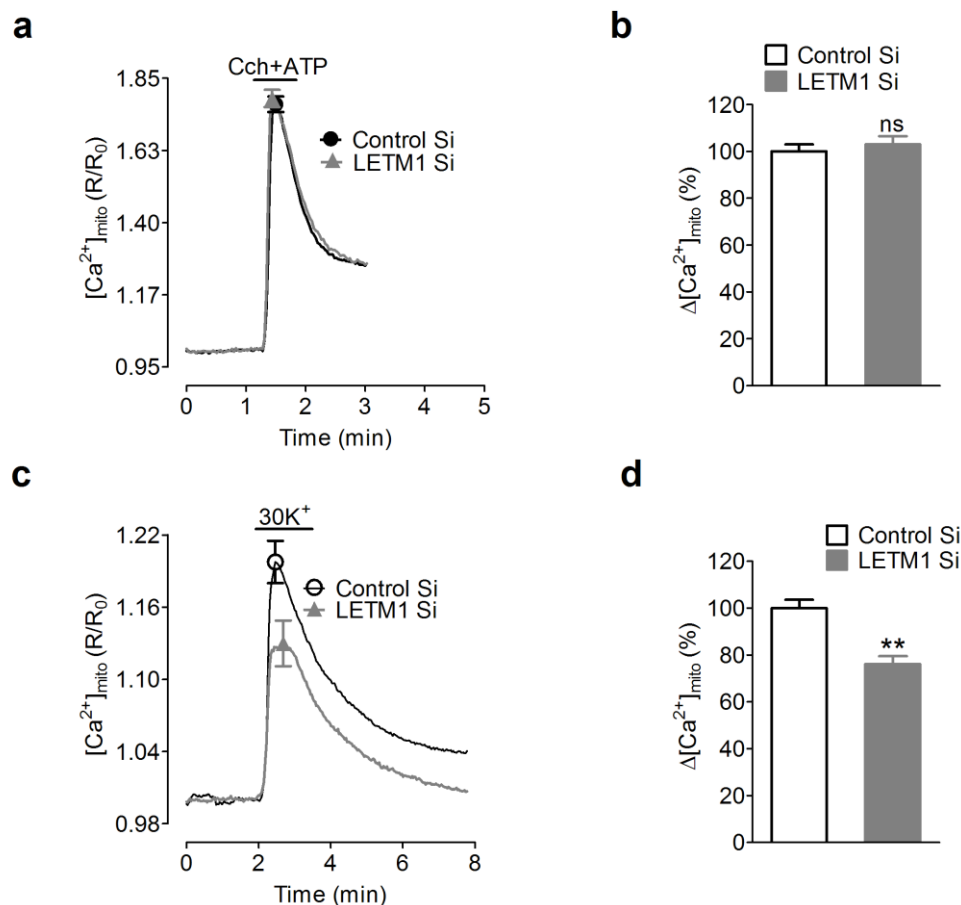 a
Cch+ATP
Control Si
LETM1 Si
[Ca²⁺]mito (R/R₀)
1.85
1.63
1.40
1.17
0.95
0 1 2 3 4 5
Time (min)
b
Control Si
LETM1 Si
ns
Δ[Ca²⁺]mito (%)
120
100
80
60
40
20
0
c
30K⁺
Control Si
LETM1 Si
[Ca²⁺]mito (R/R₀)
1.22
1.16
1.10
1.04
0.98
0 2 4 6 8
Time (min)
d
Control Si
LETM1 Si
**
Δ[Ca²⁺]mito (%)
120
100
80
60
40
20
0